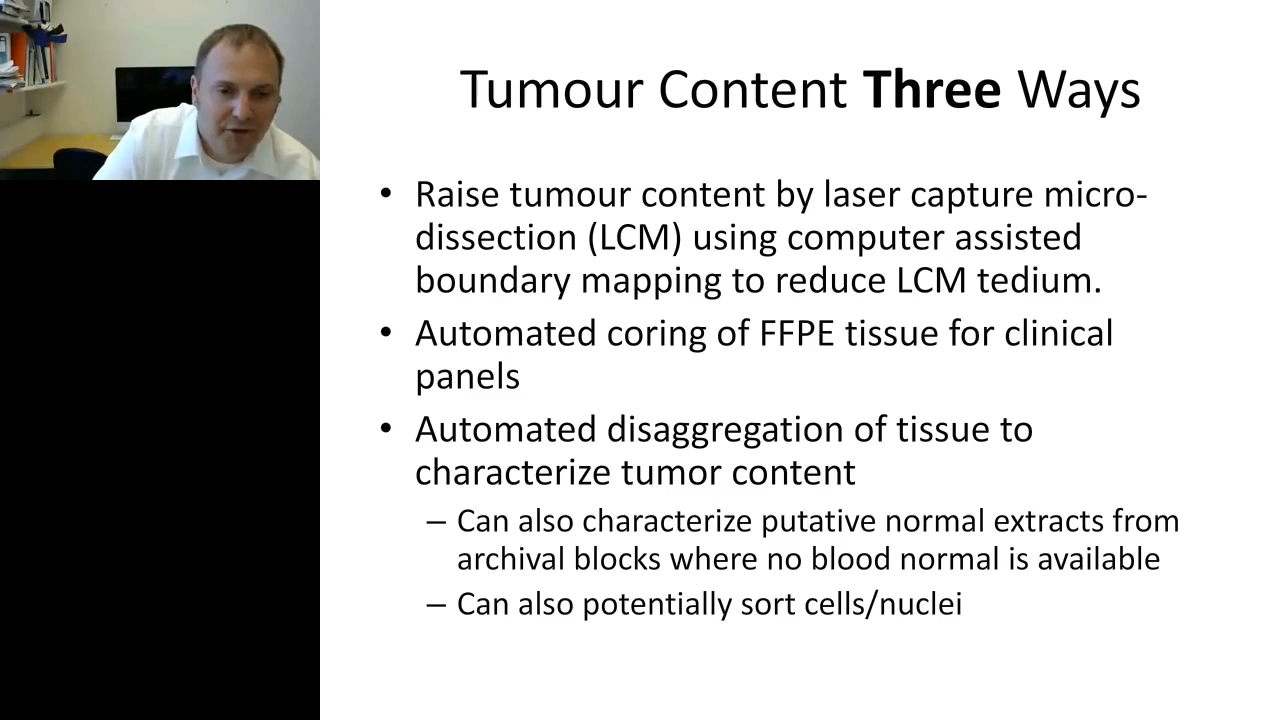 Tumour Content Three Ways
• Raise tumour content by laser capture micro-
dissection (LCM) using computer assisted
boundary mapping to reduce LCM tedium.
• Automated coring of FFPE tissue for clinical
panels
• Automated disaggregation of tissue to
characterize tumor content
– Can also characterize putative normal extracts from
archival blocks where no blood normal is available
– Can also potentially sort cells/nuclei